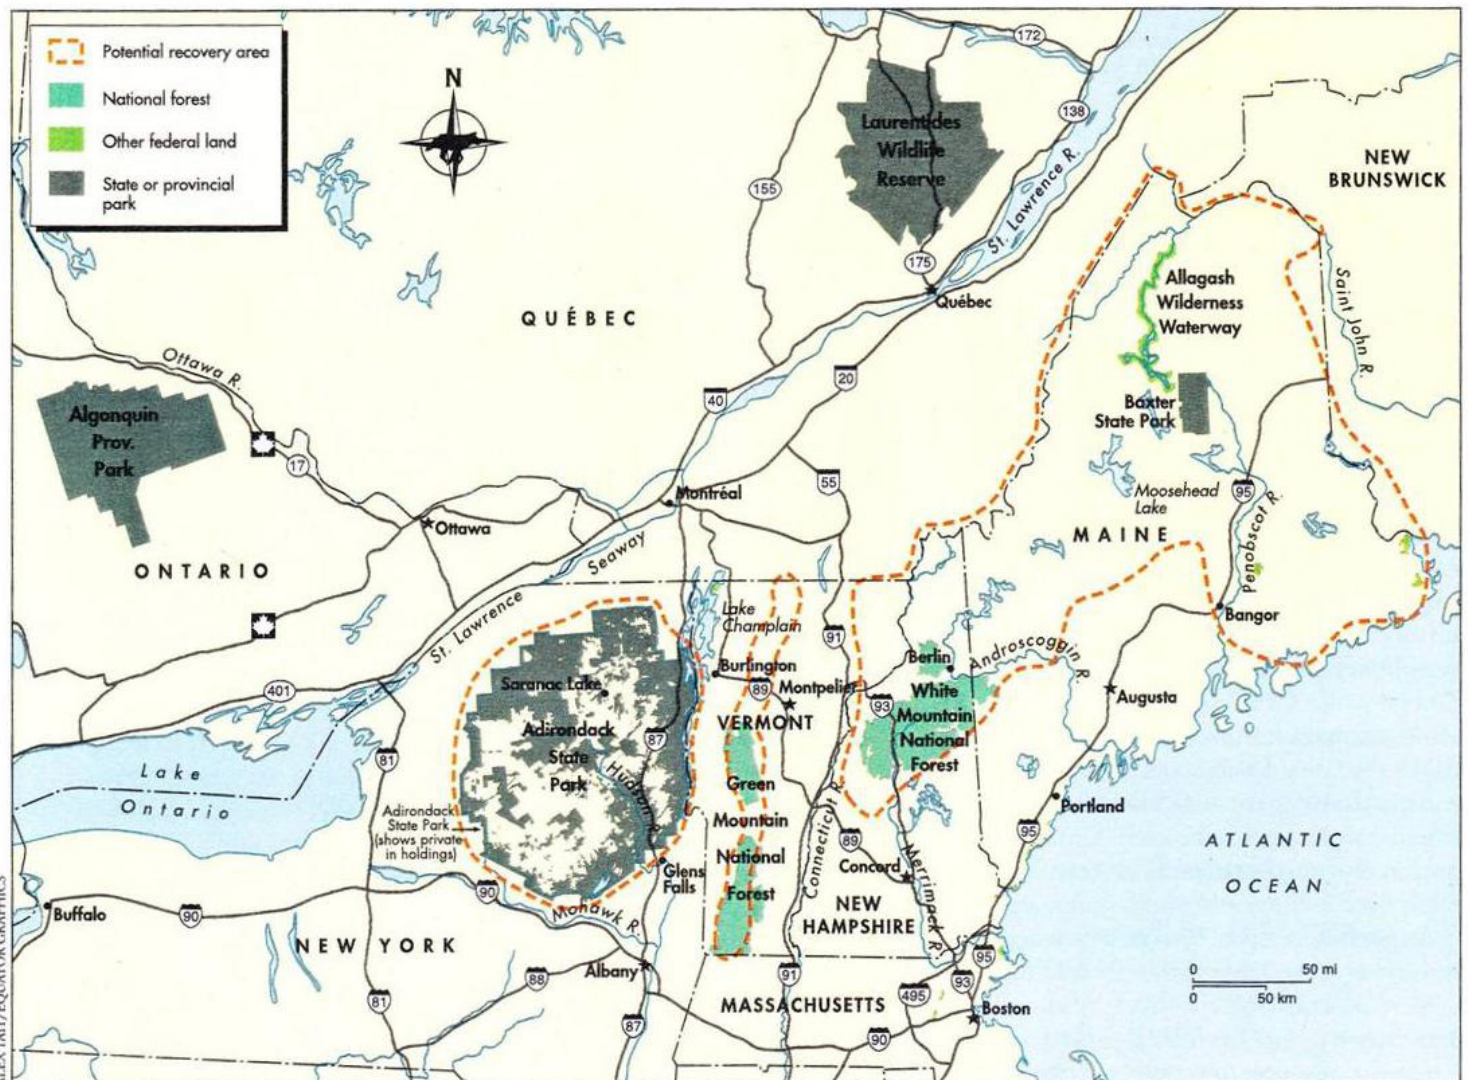 Potential recovery area
National forest
Other federal land
State or provincial
park
N
172
138
155
175
Laurentides
Wildlife
Reserve
St. Lawrence R.
NEW
BRUNSWICK
Québec
QUÉBEC
Allagash
Wilderness
Waterway
Saint John R.
Ottawa R.
Algonquin
Prov.
Park
17
40
20
55
Baxter
State Park
Moosehead
Lake
95
Penobscot R.
MAINE
Montréal
Ottawa
ONTARIO
Seaway
St. Lawrence
Lake
Champlain
91
Bangor
Berlin
Androscoggin R.
Burlington
89
Montpelier
93
White
Mountain
National
Forest
Augusta
401
Saranac Lake
Adirondack
State
Park
87
Hudson R.
VERMONT
81
Lake
Ontario
Adirondack
State Park
(shows private
in holdings)
Green
Mountain
National
Forest
Connecticut R.
89
Concord
Merrimack R.
Portland
95
ATLANTIC
OCEAN
Glens
Falls
90
Mohawk R.
Buffalo
90
NEW YORK
NEW
HAMPSHIRE
Albany
88
81
91
95
93
495
MASSACHUSETTS
Boston
87
90
0 50 mi
0 50 km